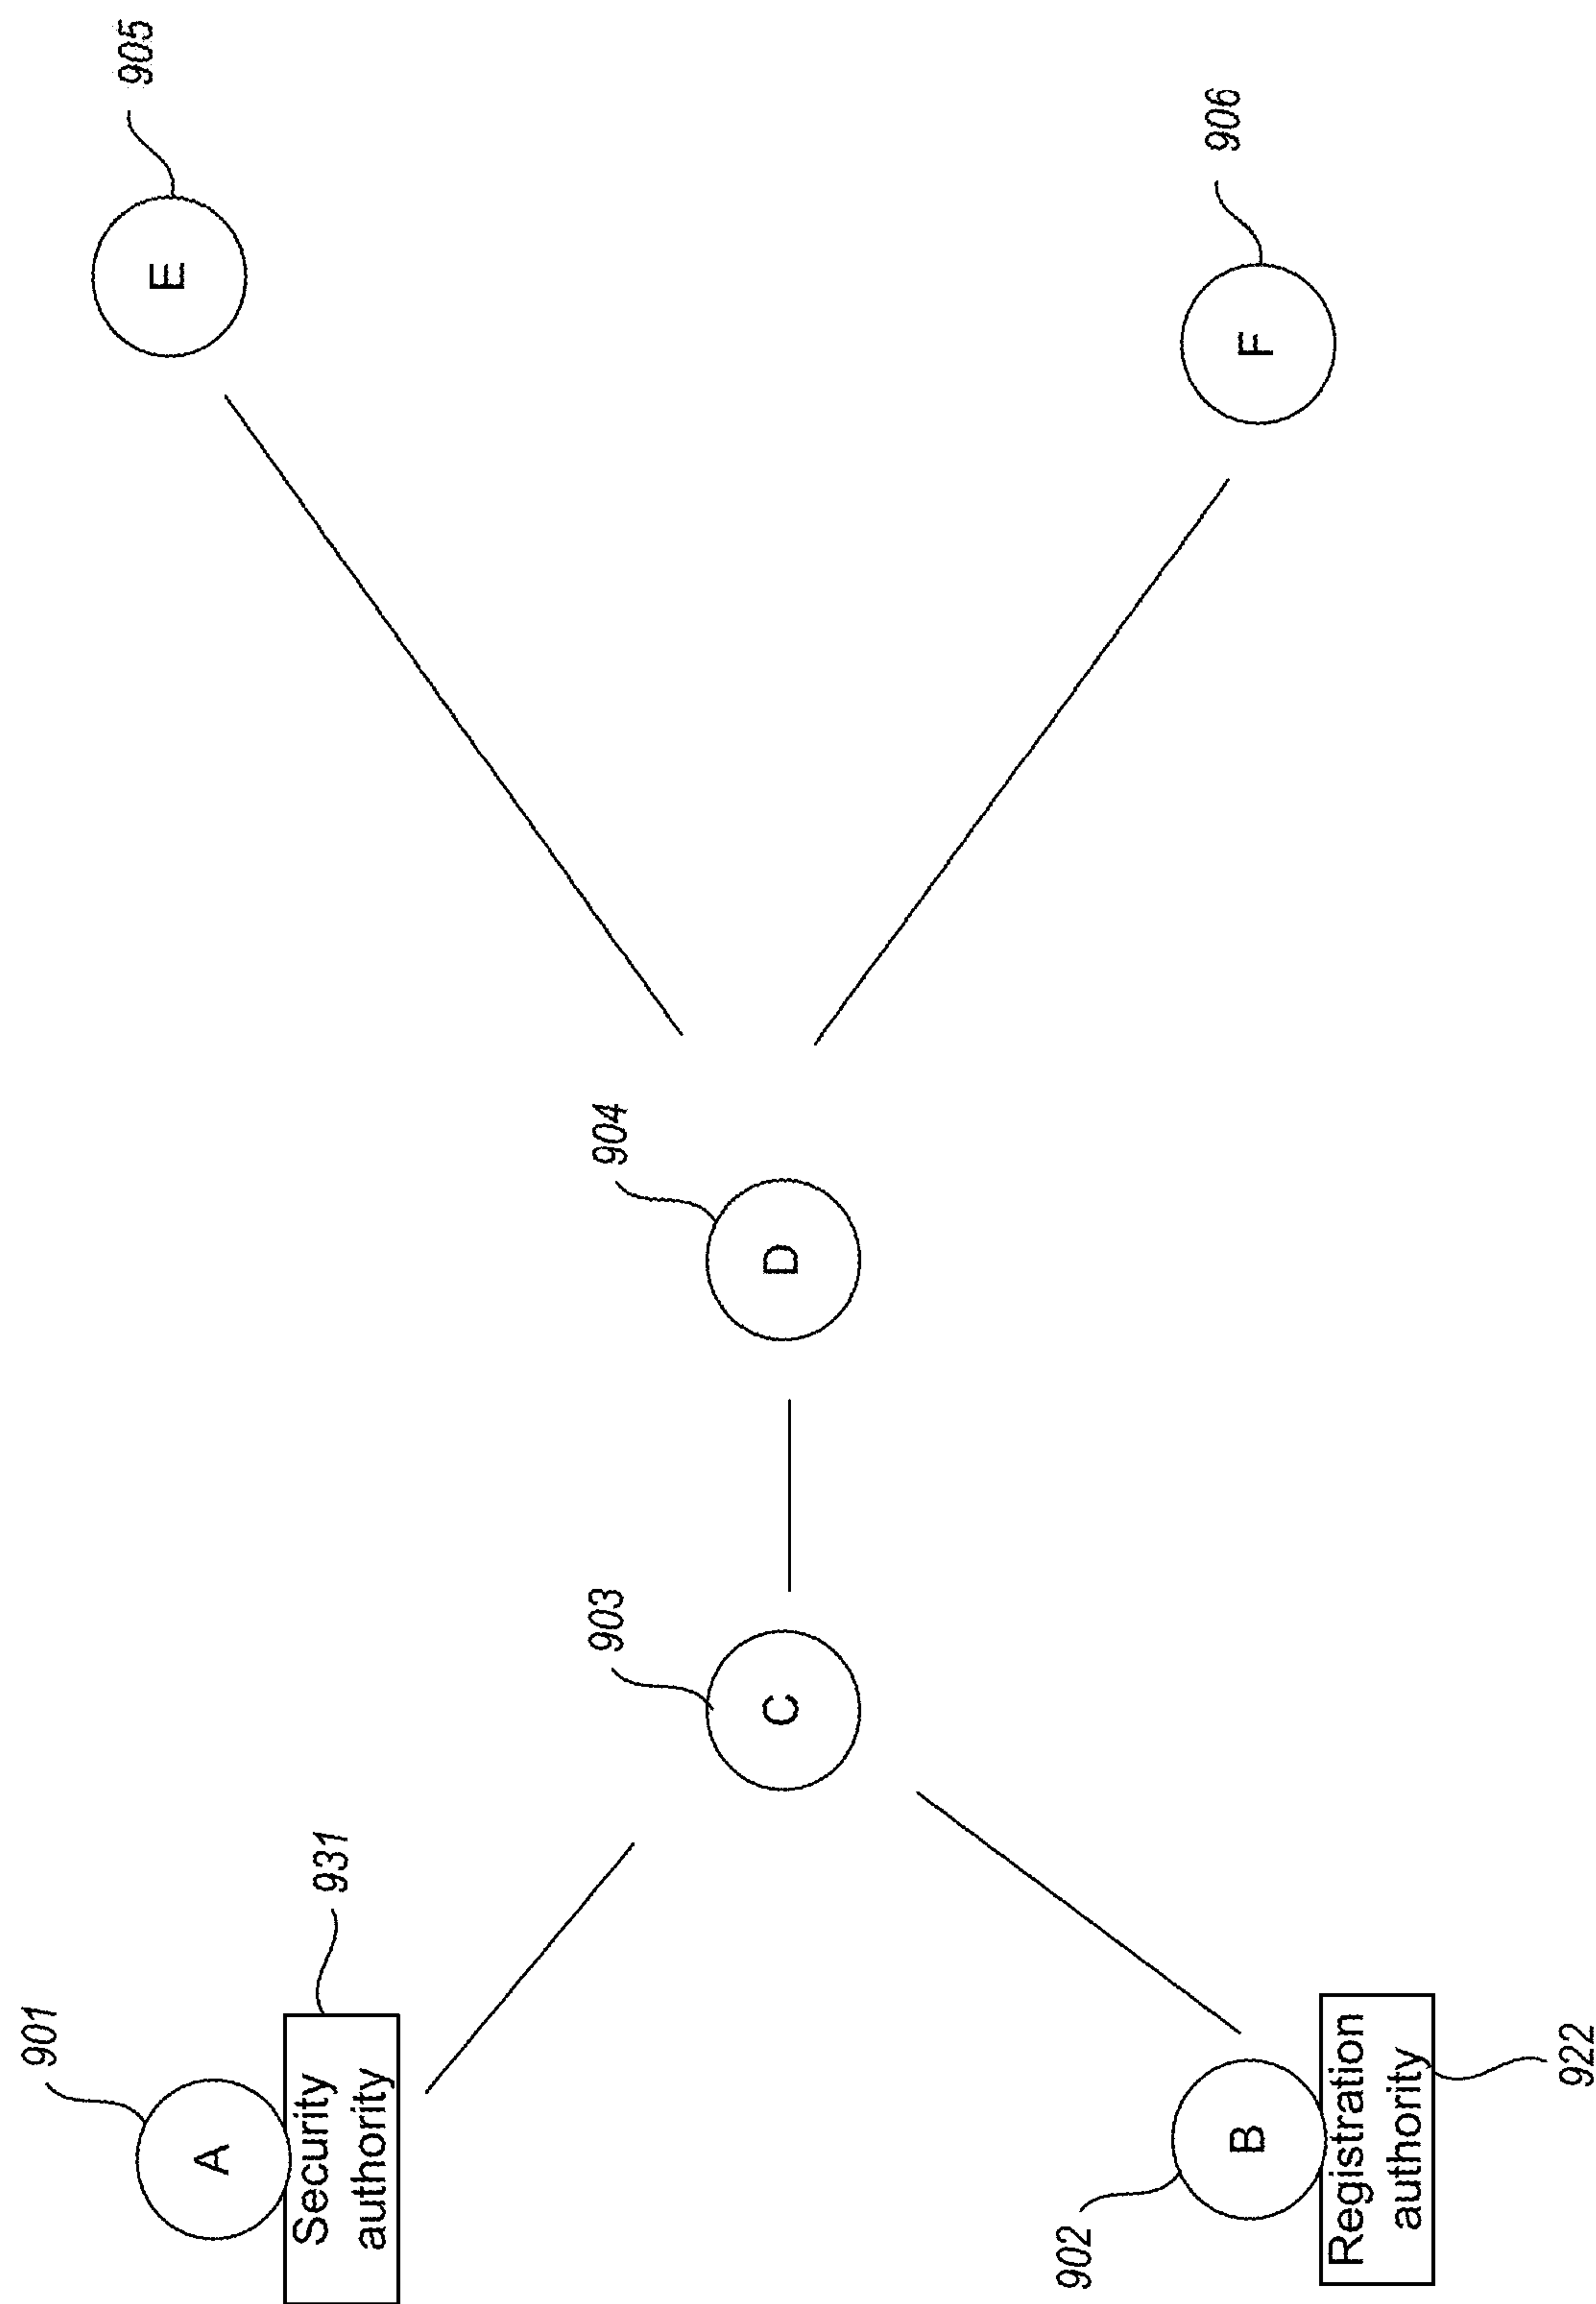 901
905
A
E
Security
authority
931
903
904
C
D
902
906
B
F
Registration
authority
922